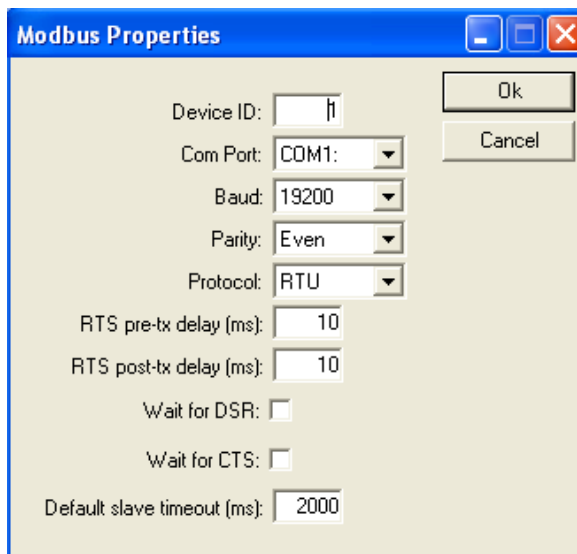 Modbus Properties
Device ID: 1
Ok
Com Port: COM1:
Cancel
Baud: 19200
Parity: Even
Protocol: RTU
RTS pre-tx delay (ms): 10
RTS post-tx delay (ms): 10
Wait for DSR:
Wait for CTS:
Default slave timeout (ms): 2000